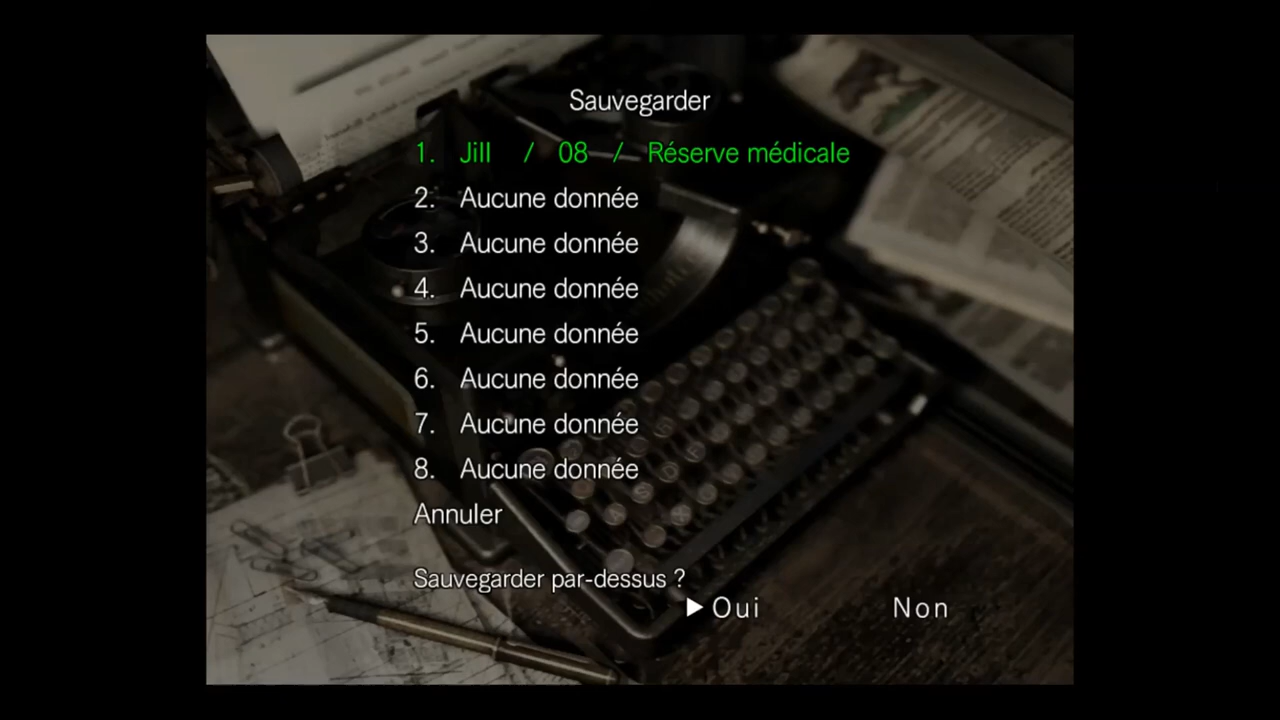 Sauvegarder
1. Jill / 08 / Réserve médicale
2. Aucune donnée
3. Aucune donnée
4. Aucune donnée
5. Aucune donnée
6. Aucune donnée
7. Aucune donnée
8. Aucune donnée
Annuler
Sauvegarder par-dessus ?
Oui Non